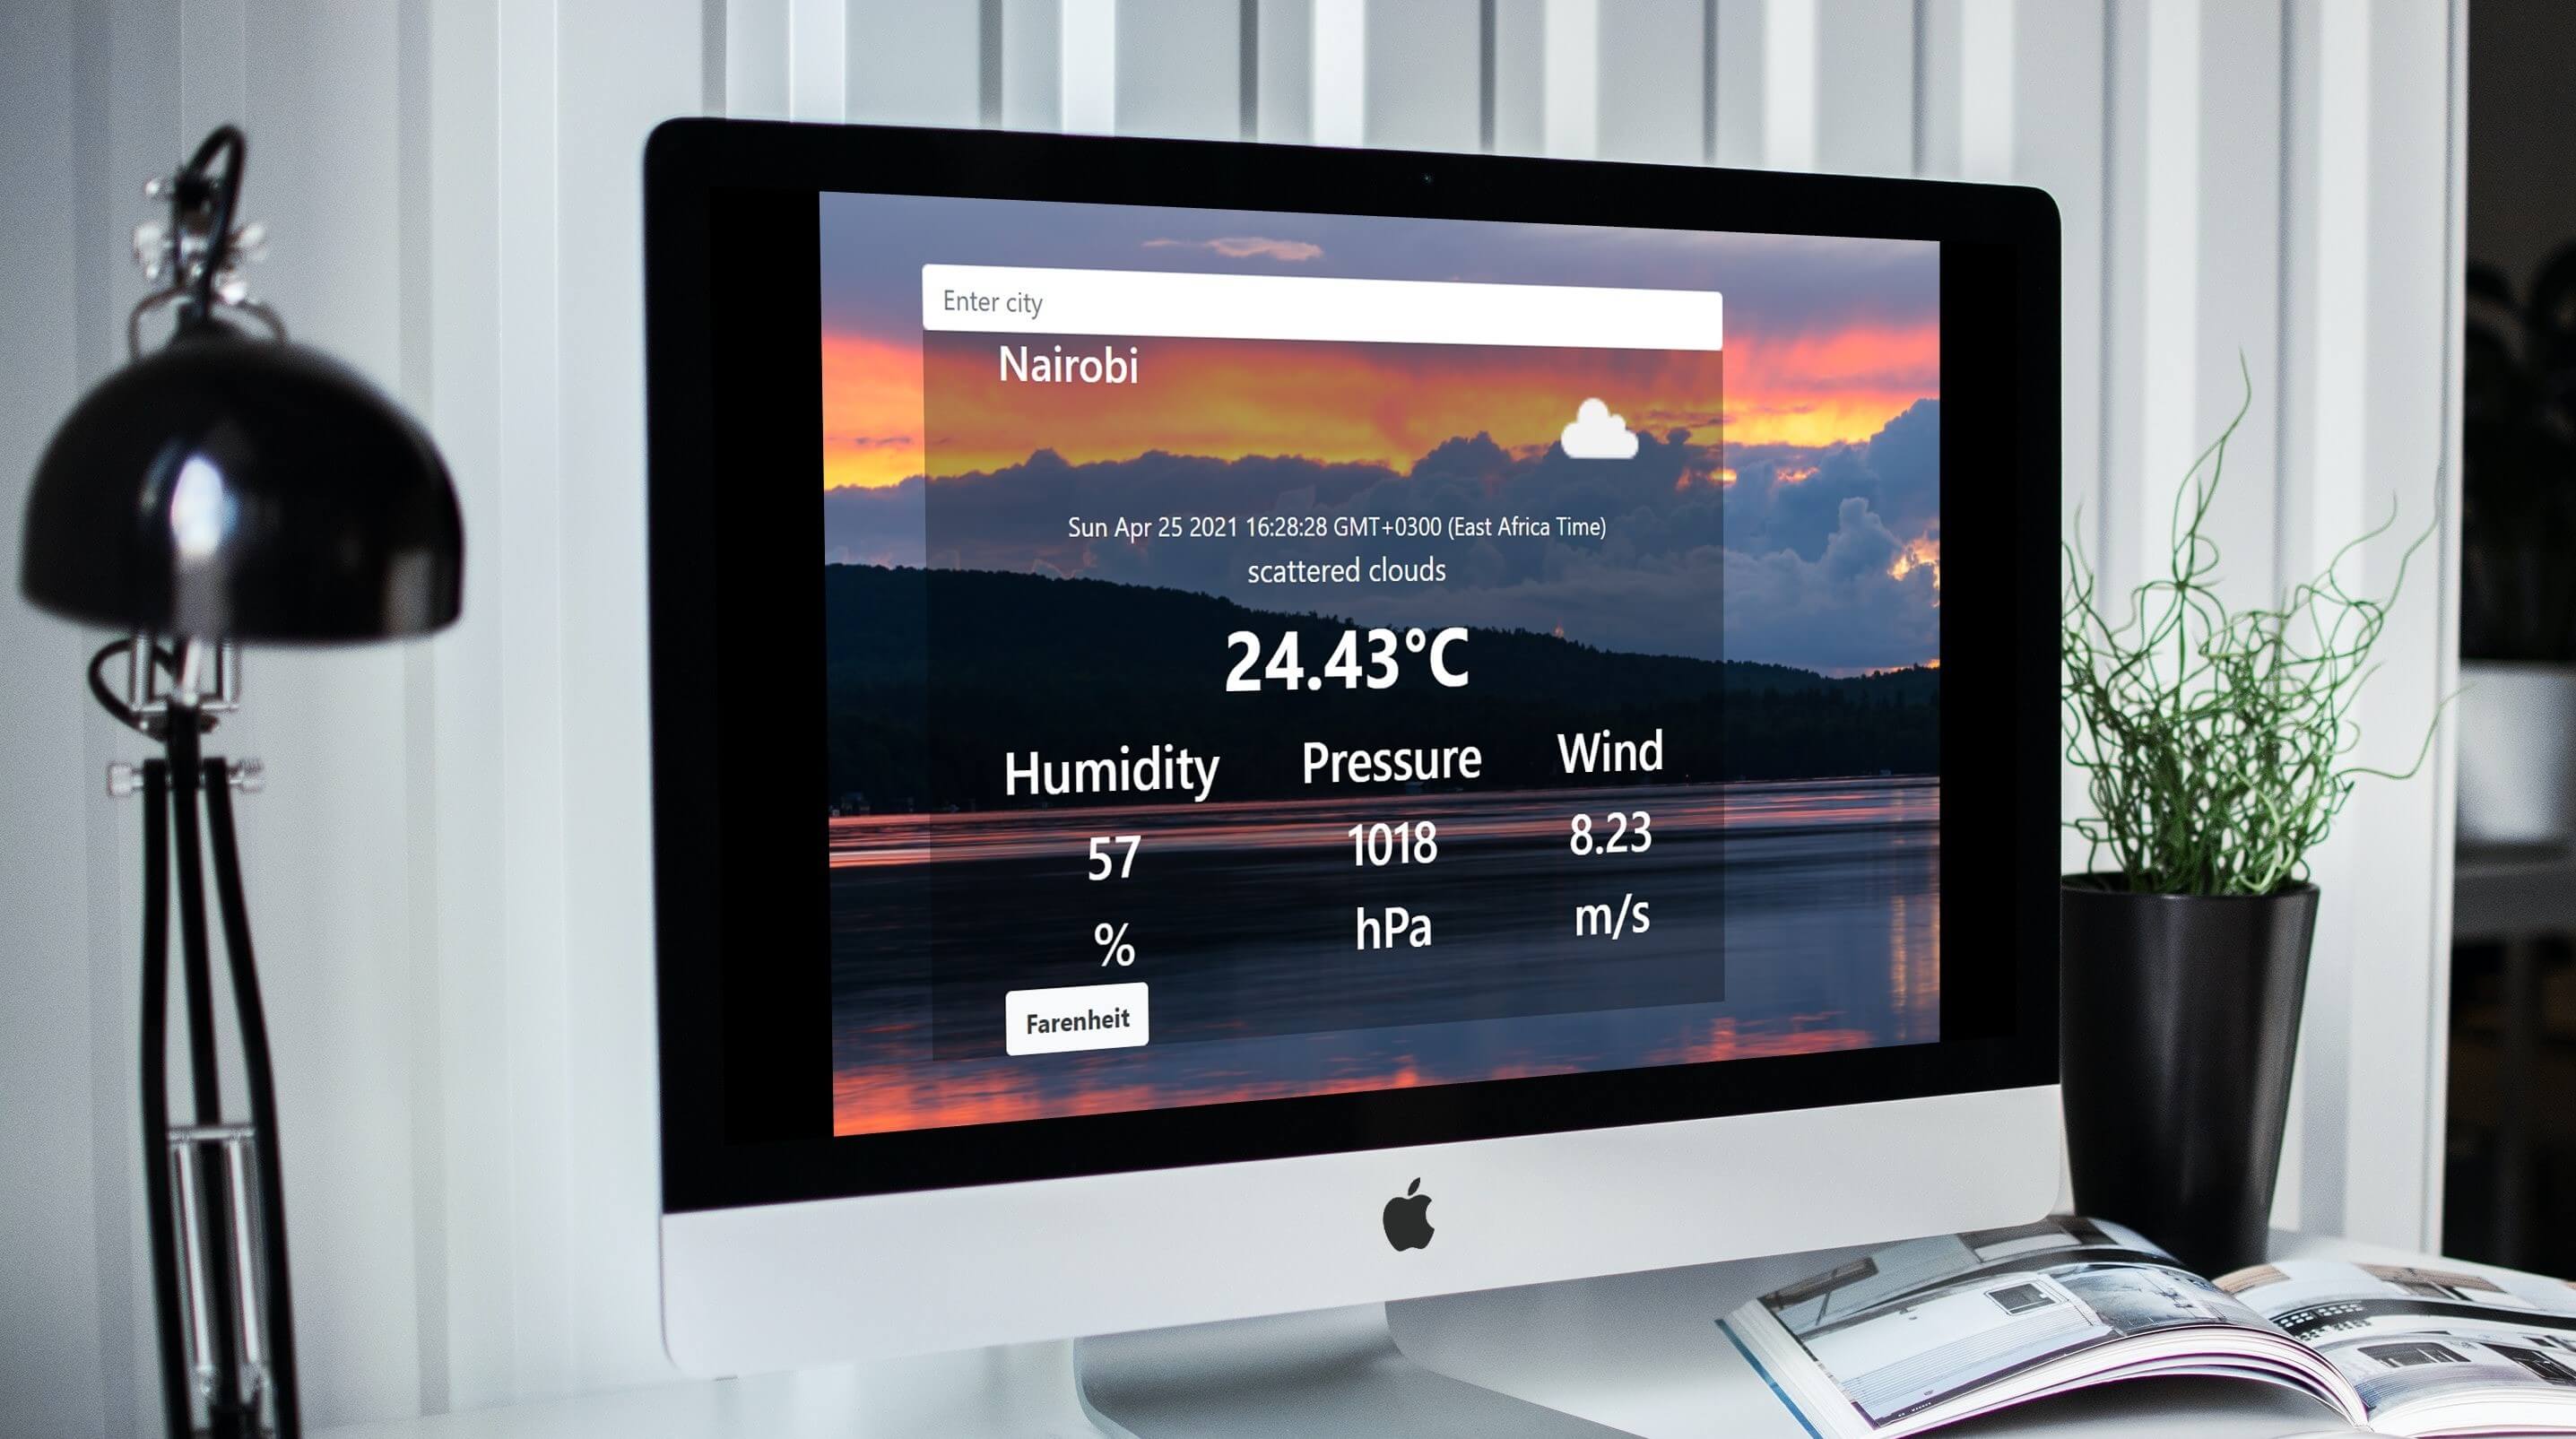 Enter city
Nairobi
Sun Apr 25 2021 16:28:28 GMT+0300 (East Africa Time)
scattered clouds
24.43°C
Humidity Pressure Wind
57 1018 8.23
% hPa m/s
Farenheit